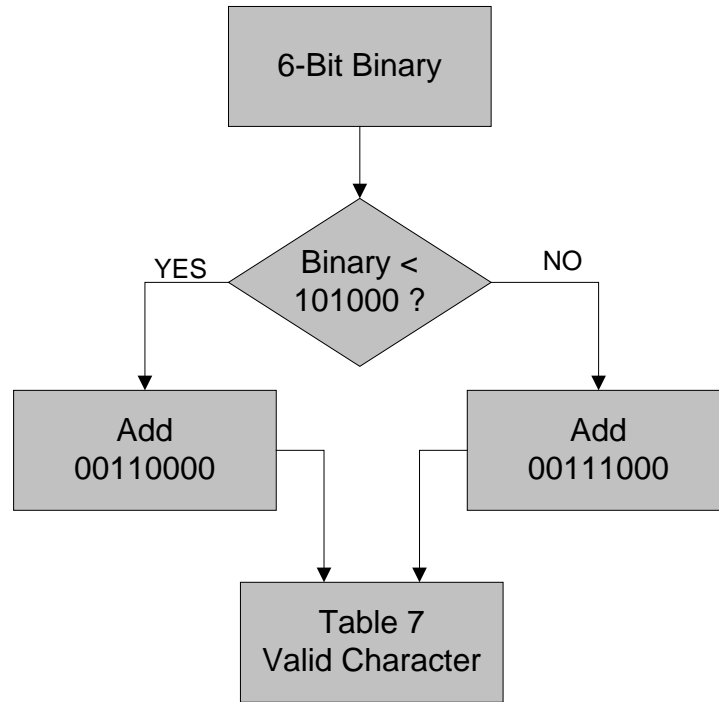 6-Bit Binary
Binary <
101000 ?
YES
NO
Add
00110000
Add
00111000
Table 7
Valid Character